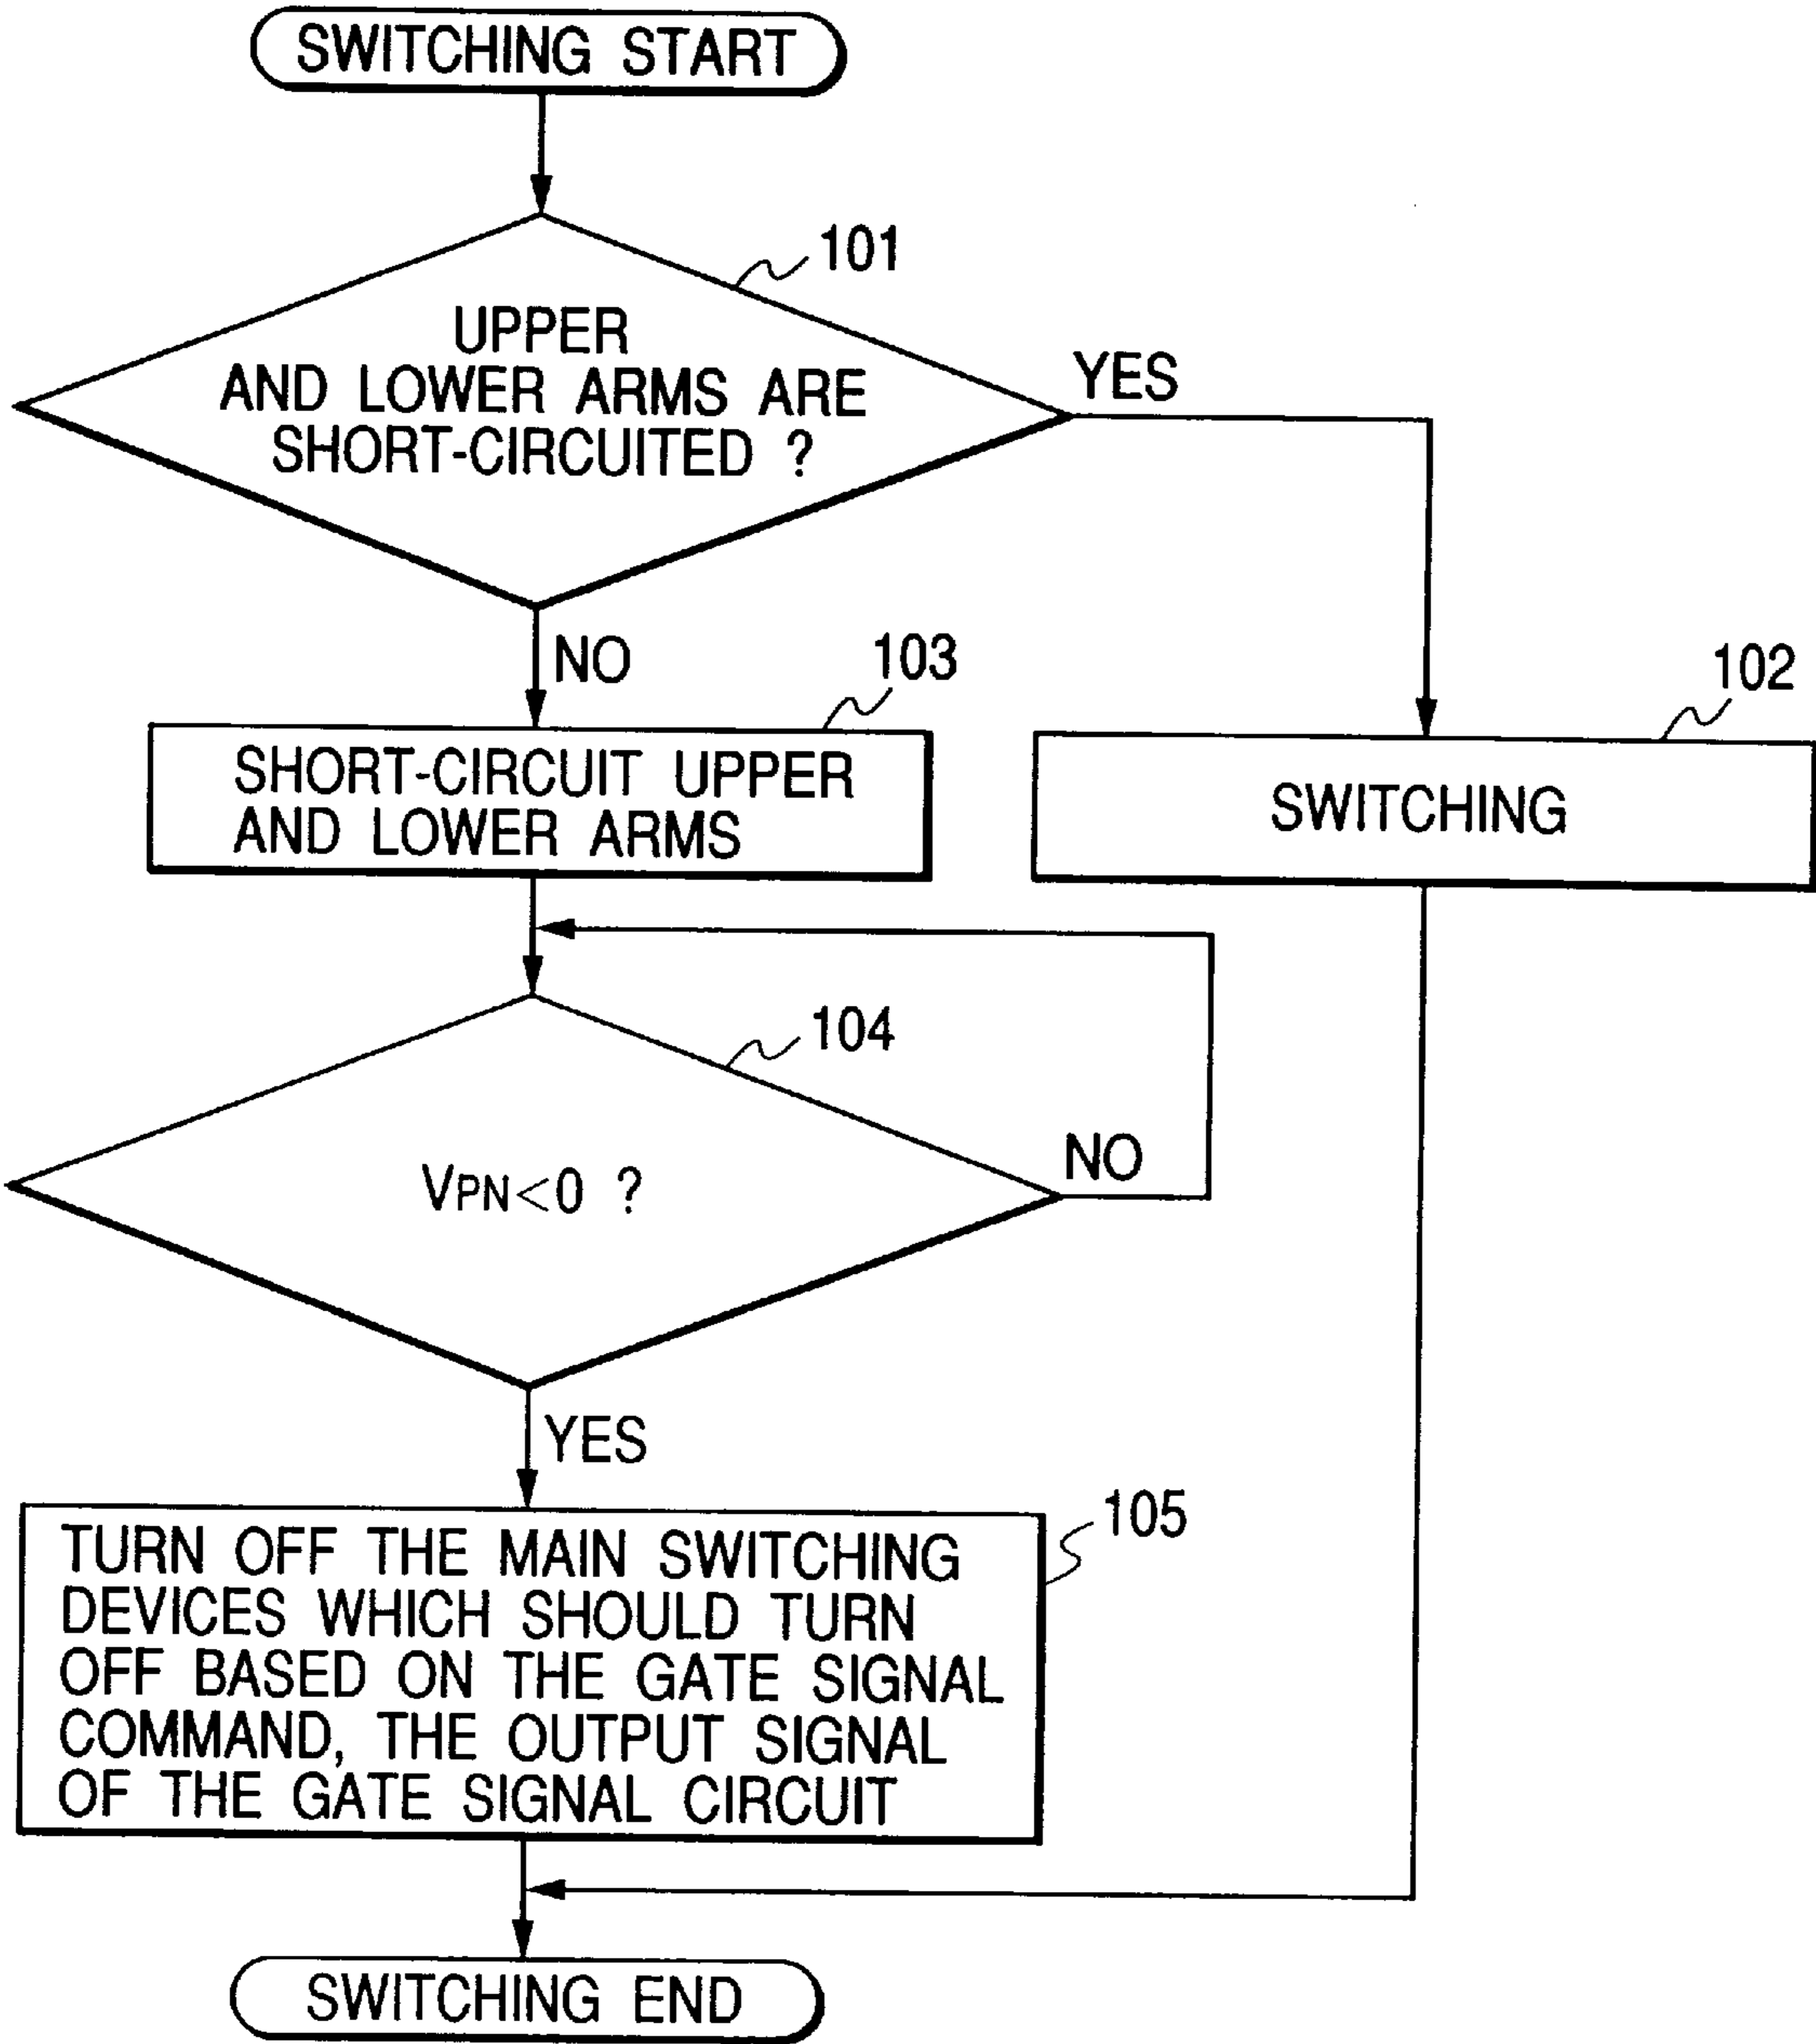 SWITCHING START
101
UPPER
AND LOWER ARMS ARE
SHORT-CIRCUITED ?
YES
NO
103
102
SHORT-CIRCUIT UPPER
AND LOWER ARMS
SWITCHING
104
VPN<0 ?
NO
YES
105
TURN OFF THE MAIN SWITCHING
DEVICES WHICH SHOULD TURN
OFF BASED ON THE GATE SIGNAL
COMMAND, THE OUTPUT SIGNAL
OF THE GATE SIGNAL CIRCUIT
SWITCHING END